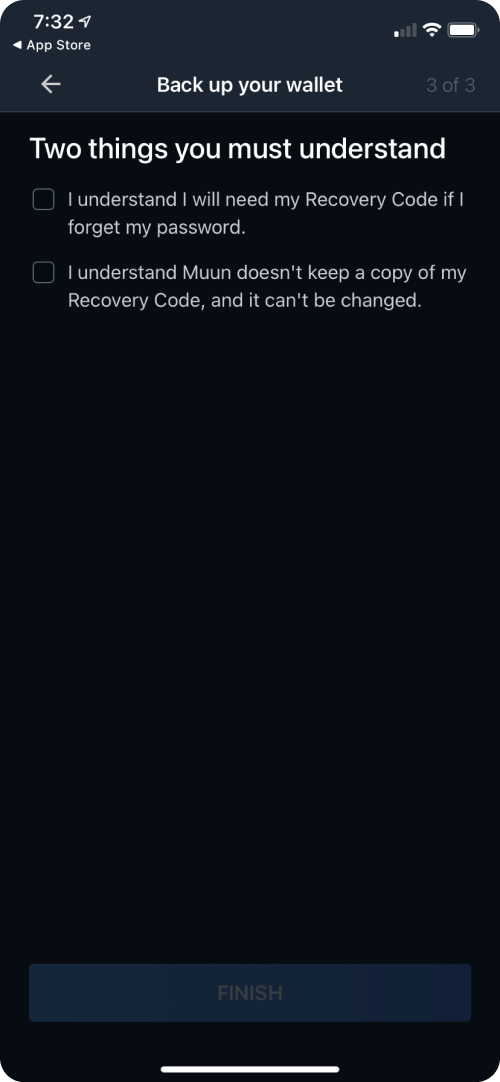 7:32
◀ App Store
Back up your wallet
3 of 3
Two things you must understand
I understand I will need my Recovery Code if I
forget my password.
I understand Muun doesn't keep a copy of my
Recovery Code, and it can't be changed.
FINISH